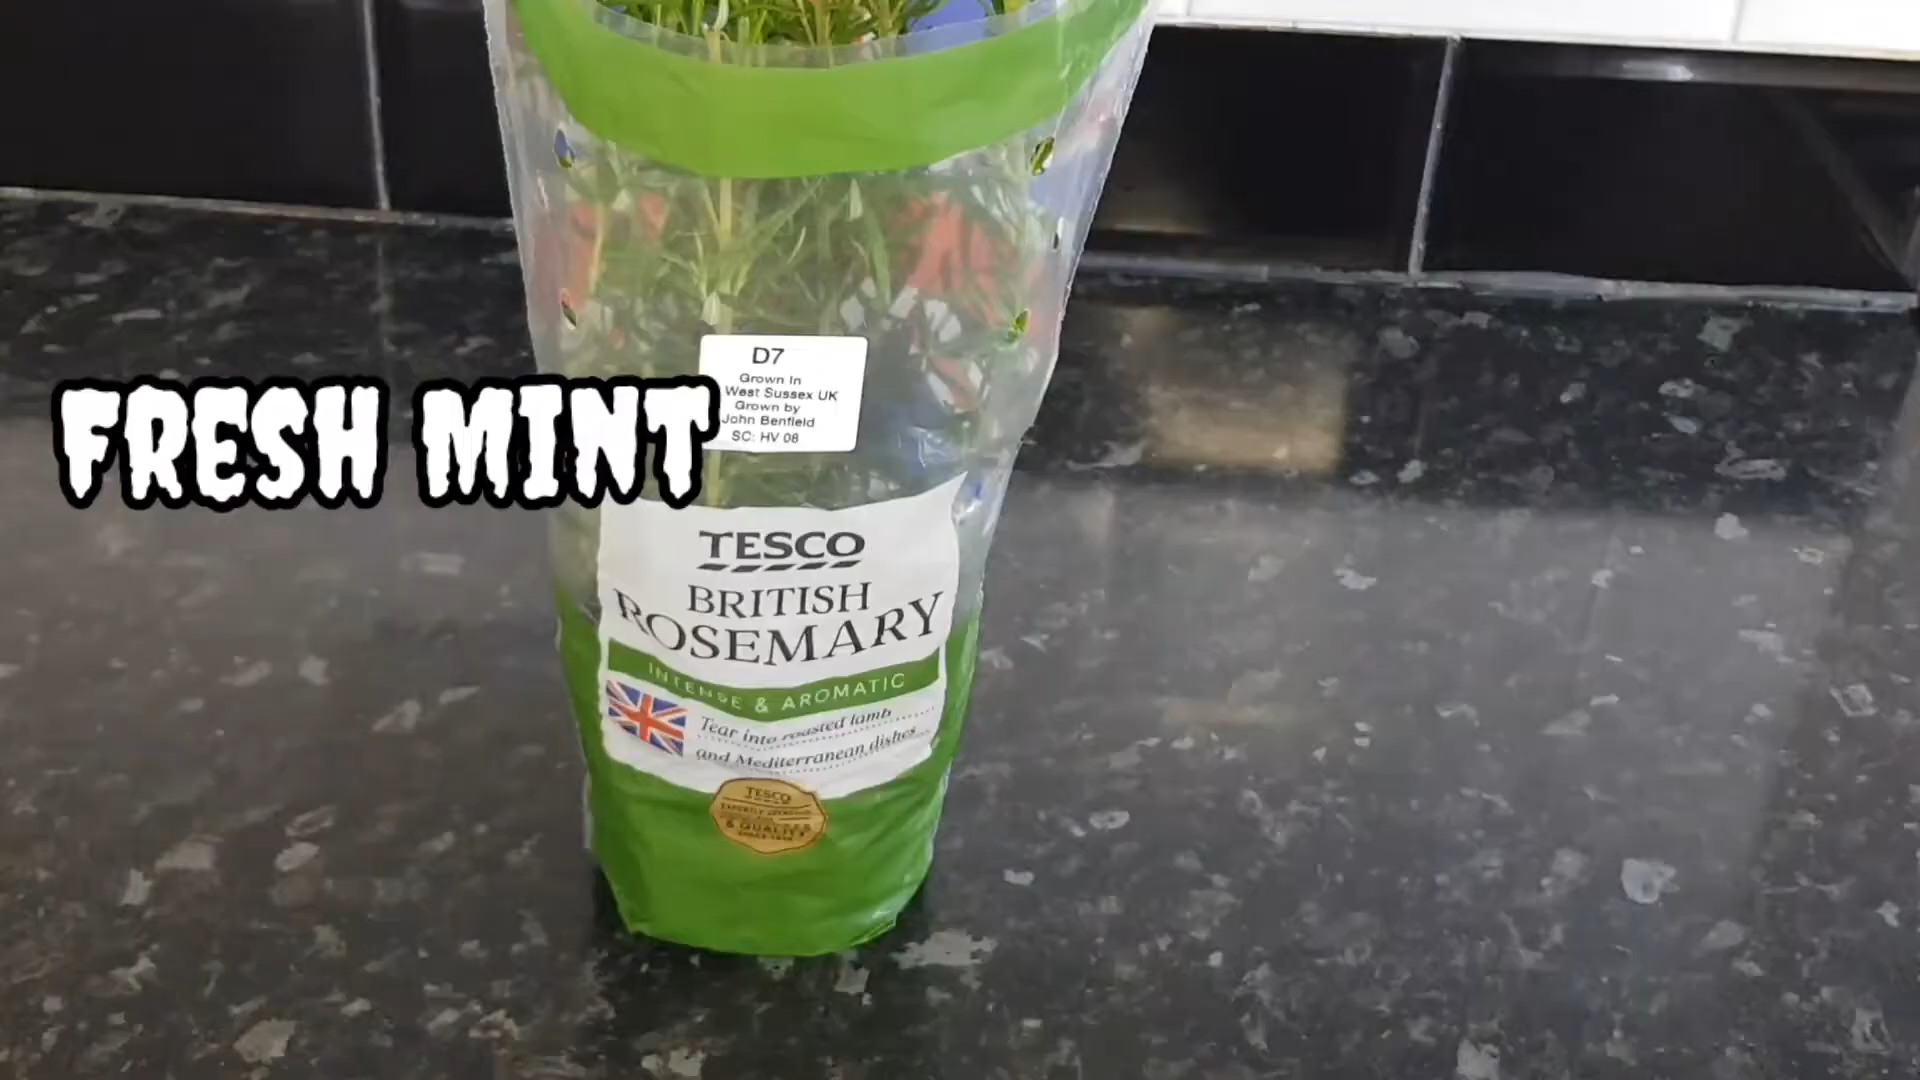 D7
Grown In
West Sussex UK
Grown by
John Benfield
SC: HV 08
FRESH MINT
TESCO
BRITISH
ROSEMARY
INTENSE & AROMATIC
Tear into roasted lamb
and Mediterranean dishes
TESCO
& QUALITY